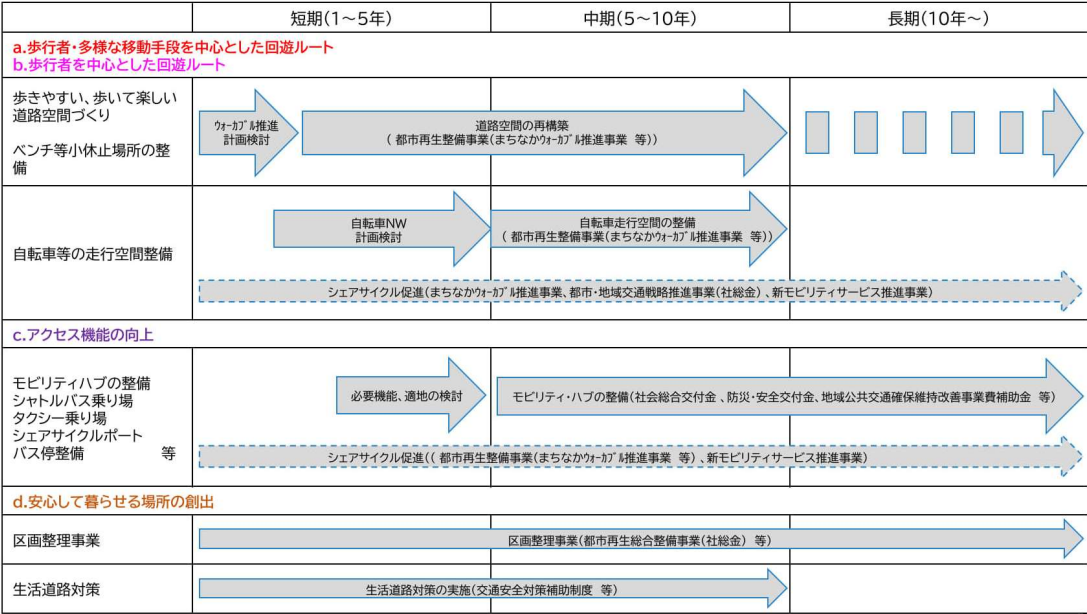 短期(1～5年)
中期(5～10年)
長期(10年～)
a.歩行者・多様な移動手段を中心とした回遊ルート
b.歩行者を中心とした回遊ルート
歩きやすい、歩いて楽しい
道路空間づくり
ベンチ等小休止場所の整
備
ｳｫｰｶﾌﾞﾙ推進
計画検討
道路空間の再構築
( 都市再生整備事業(まちなかｳｫｰｶﾌﾞﾙ推進事業 等))
自転車等の走行空間整備
自転車NW
計画検討
自転車走行空間の整備
( 都市再生整備事業(まちなかｳｫｰｶﾌﾞﾙ推進事業 等))
シェアサイクル促進(まちなかｳｫｰｶﾌﾞﾙ推進事業、都市・地域交通戦略推進事業(社総金) 、新モビリティサービス推進事業)
c.アクセス機能の向上
モビリティハブの整備
シャトルバス乗り場
タクシー乗り場
シェアサイクルポート
バス停整備 等
必要機能、適地の検討
モビリティ・ハブの整備(社会総合交付金 、防災・安全交付金、地域公共交通確保維持改善事業費補助金 等)
シェアサイクル促進(( 都市再生整備事業(まちなかｳｫｰｶﾌﾞﾙ推進事業 等) 、新モビリティサービス推進事業)
d.安心して暮らせる場所の創出
区画整理事業
区画整理事業(都市再生総合整備事業(社総金) 等)
生活道路対策
生活道路対策の実施(交通安全対策補助制度 等)